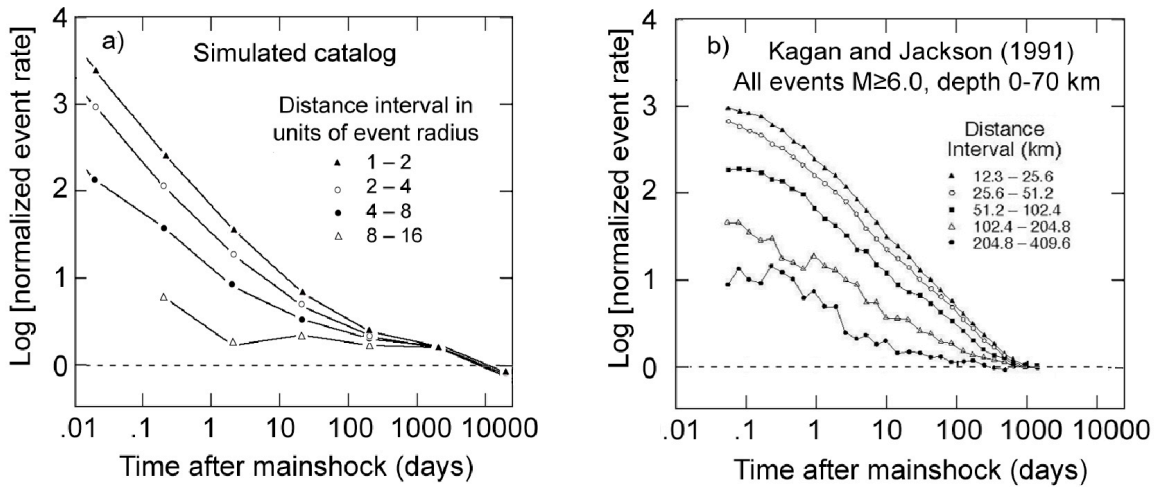 a)
Simulated catalog
Distance interval in
units of event radius
▲ 1 – 2
○ 2 – 4
● 4 – 8
△ 8 – 16
Log [normalized event rate]
4
3
2
1
0
.01 .1 1 10 100 1000 10000
Time after mainshock (days)
b)
Kagan and Jackson (1991)
All events M≥6.0, depth 0-70 km
Distance
Interval (km)
▲ 12.3 – 25.6
○ 25.6 – 51.2
■ 51.2 – 102.4
△ 102.4 – 204.8
● 204.8 – 409.6
Log [normalized event rate]
4
3
2
1
0
.01 0.1 1 10 100 1000 10000
Time after mainshock (days)